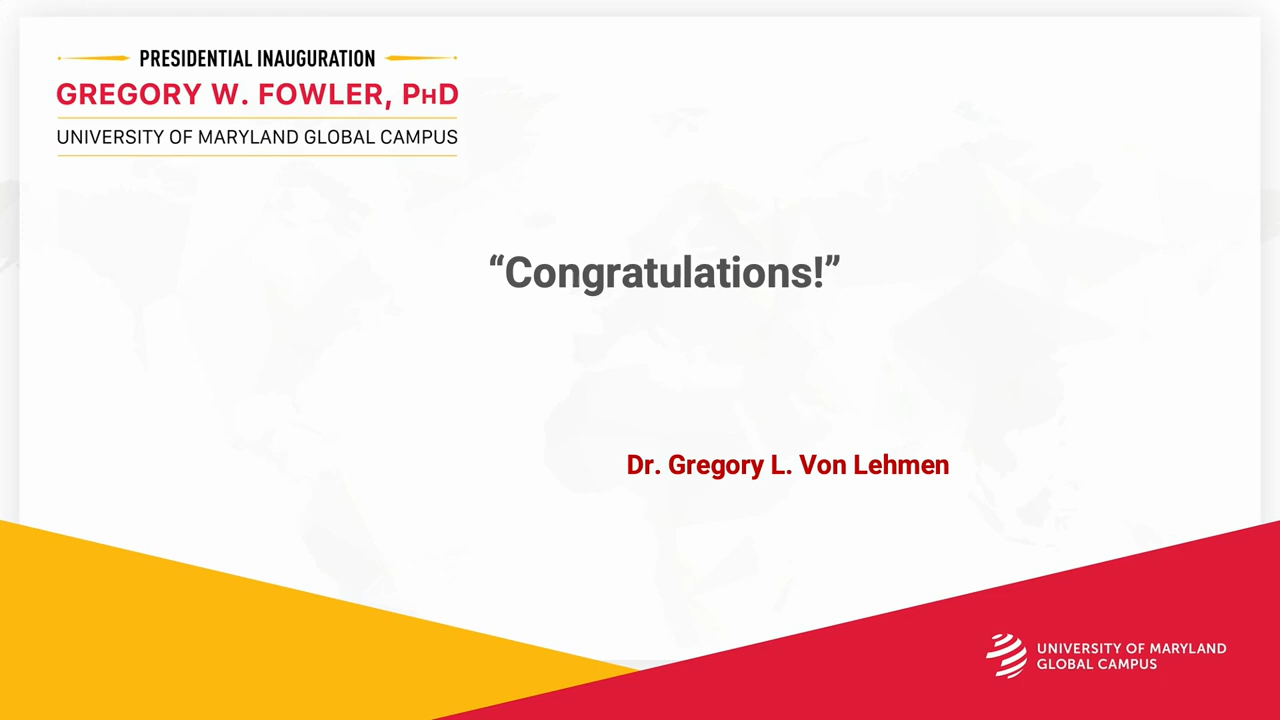 PRESIDENTIAL INAUGURATION
GREGORY W. FOWLER, PHD
UNIVERSITY OF MARYLAND GLOBAL CAMPUS
“Congratulations!”
Dr. Gregory L. Von Lehmen
UNIVERSITY OF MARYLAND
GLOBAL CAMPUS